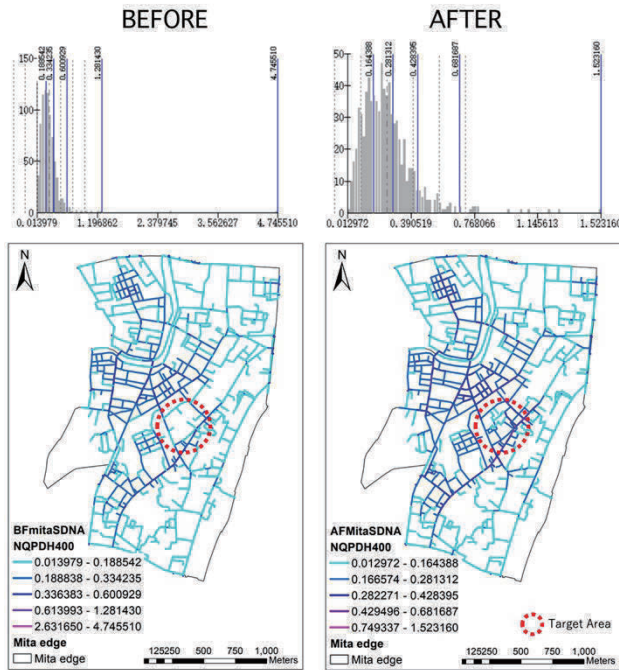 BEFORE
150
100
50
0
0.188542
0.334235
0.600929
1.281430
4.745510
0.013979
1.196862
2.379745
3.562627
4.745510
N
BFmitaSDNA
NQPDH400
0.013979 - 0.188542
0.188838 - 0.334235
0.336383 - 0.600929
0.613993 - 1.281430
2.631650 - 4.745510
Mita edge
Mita edge
125250 500 750 1,000
Meters
AFTER
50
40
30
20
10
0
0.164388
0.281312
0.428395
0.681687
1.523160
0.012972
0.390519
0.768066
1.145613
1.523160
N
AFMitaSDNA
NQPDH400
0.012972 - 0.164388
0.166574 - 0.281312
0.282271 - 0.428395
0.429496 - 0.681687
0.749337 - 1.523160
Mita edge
Mita edge
Target Area
125250 500 750 1,000
Meters